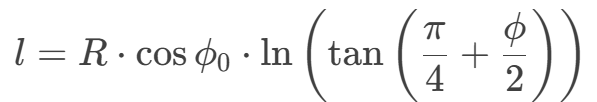 l = R · cos ϕ₀ · ln(tan(π/4 + ϕ/2))